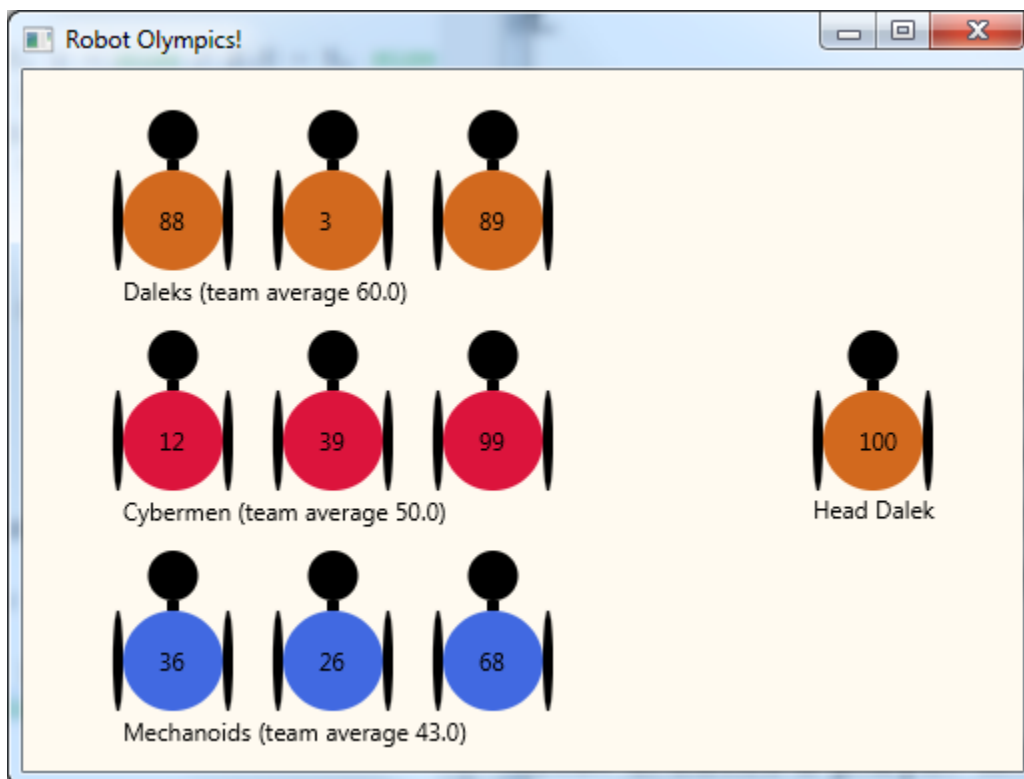 Robot Olympics!
88 3 89
Daleks (team average 60.0)
12 39 99
Cybermen (team average 50.0)
100
Head Dalek
36 26 68
Mechanoids (team average 43.0)